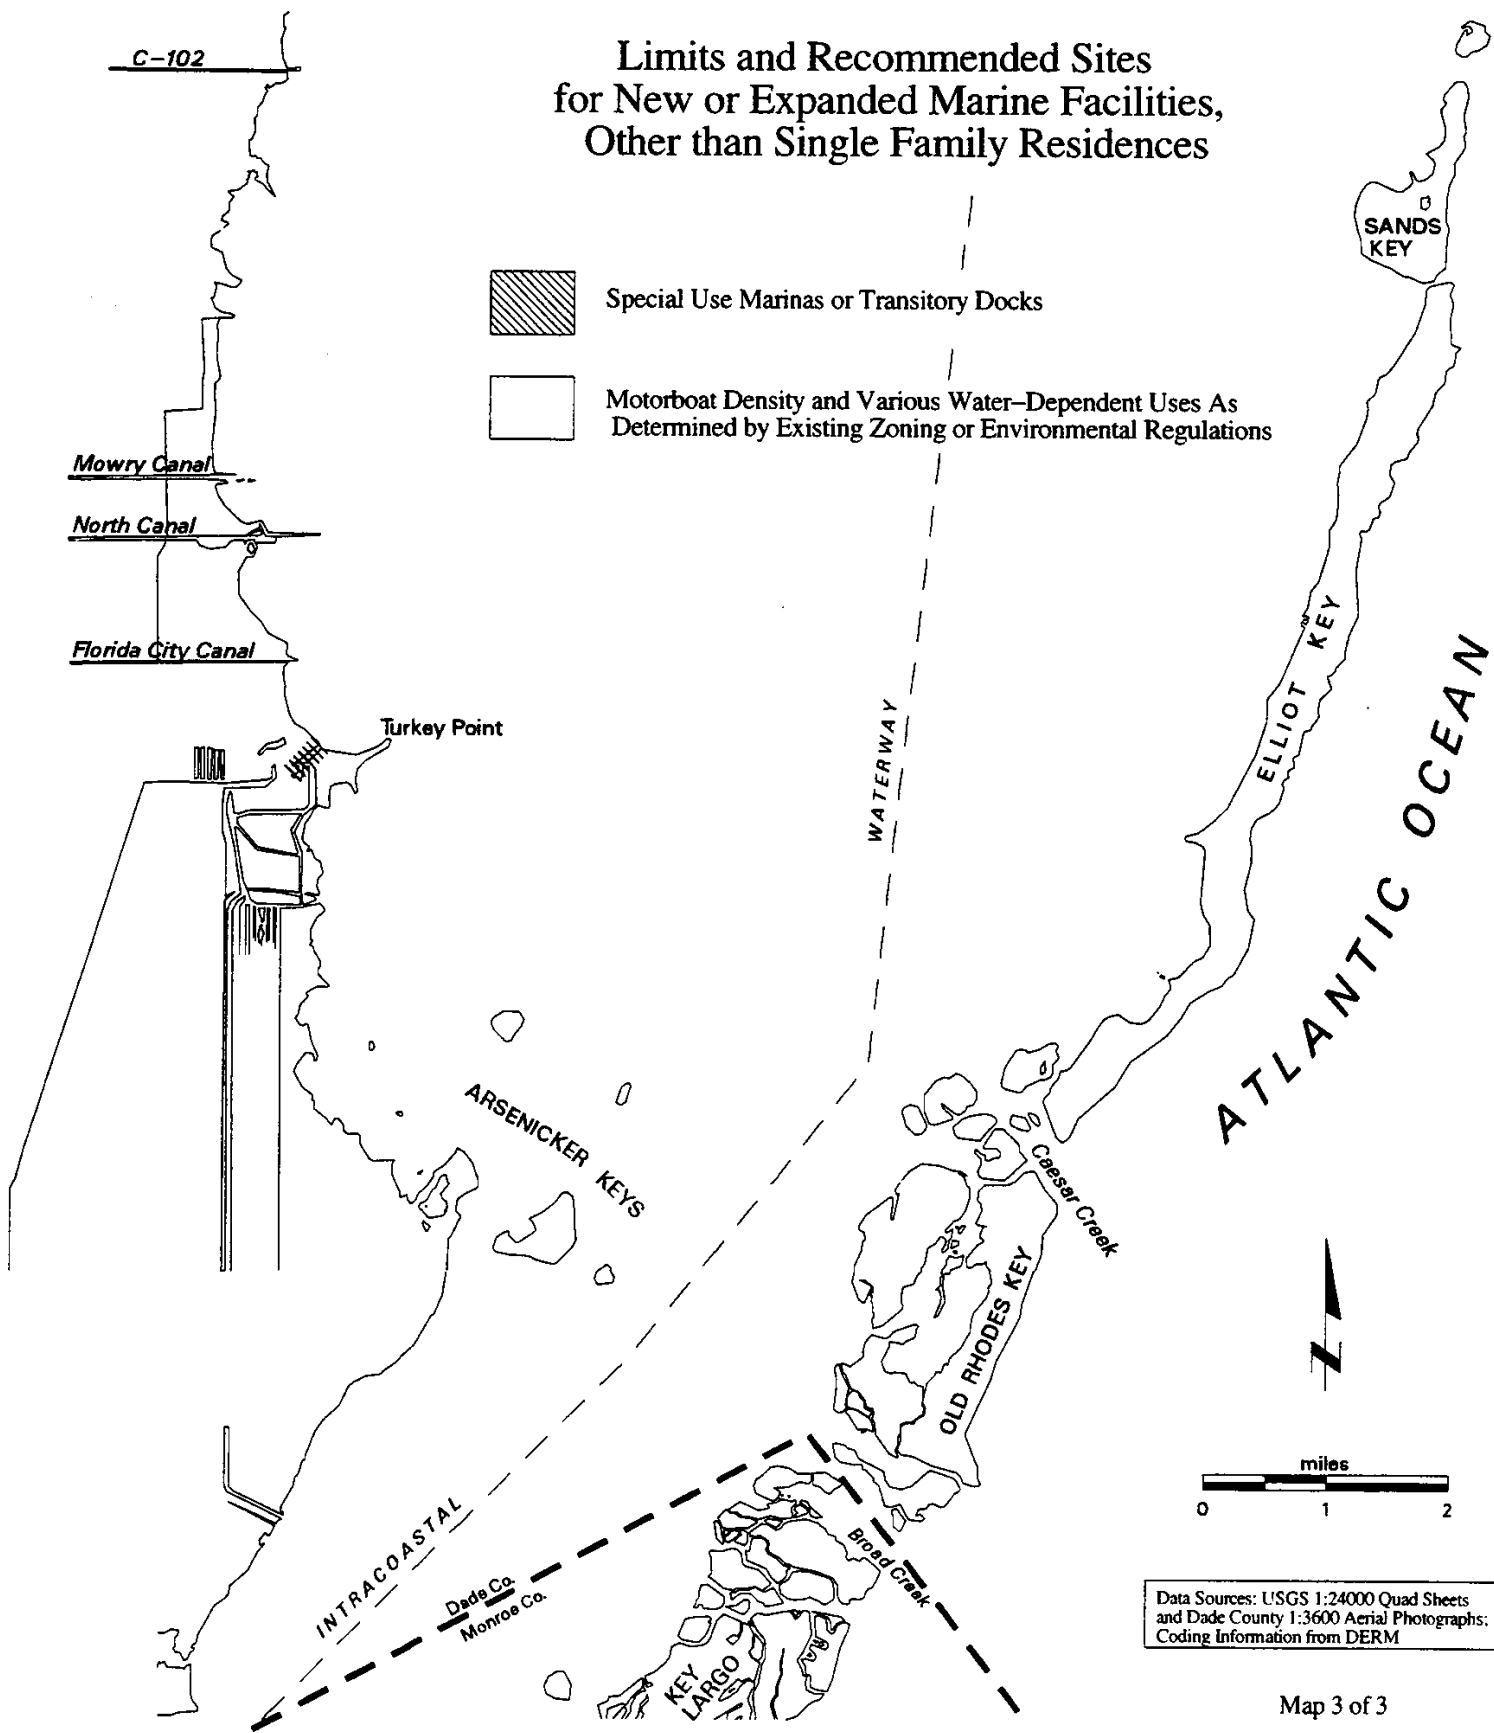 C-102
Limits and Recommended Sites
for New or Expanded Marine Facilities,
Other than Single Family Residences
SANDS
KEY
Special Use Marinas or Transitory Docks
Motorboat Density and Various Water-Dependent Uses As
Determined by Existing Zoning or Environmental Regulations
Mowry Canal
North Canal
Florida City Canal
Turkey Point
ELLIOT KEY
WATERWAY
ATLANTIC OCEAN
ARSENICKER KEYS
Caesar Creek
OLD RHODES KEY
INTRACOASTAL
Dade Co.
Monroe Co.
Broad Creek
KEY
LARGO
miles
0 1 2
Data Sources: USGS 1:24000 Quad Sheets
and Dade County 1:3600 Aerial Photographs;
Coding Information from DERM
Map 3 of 3